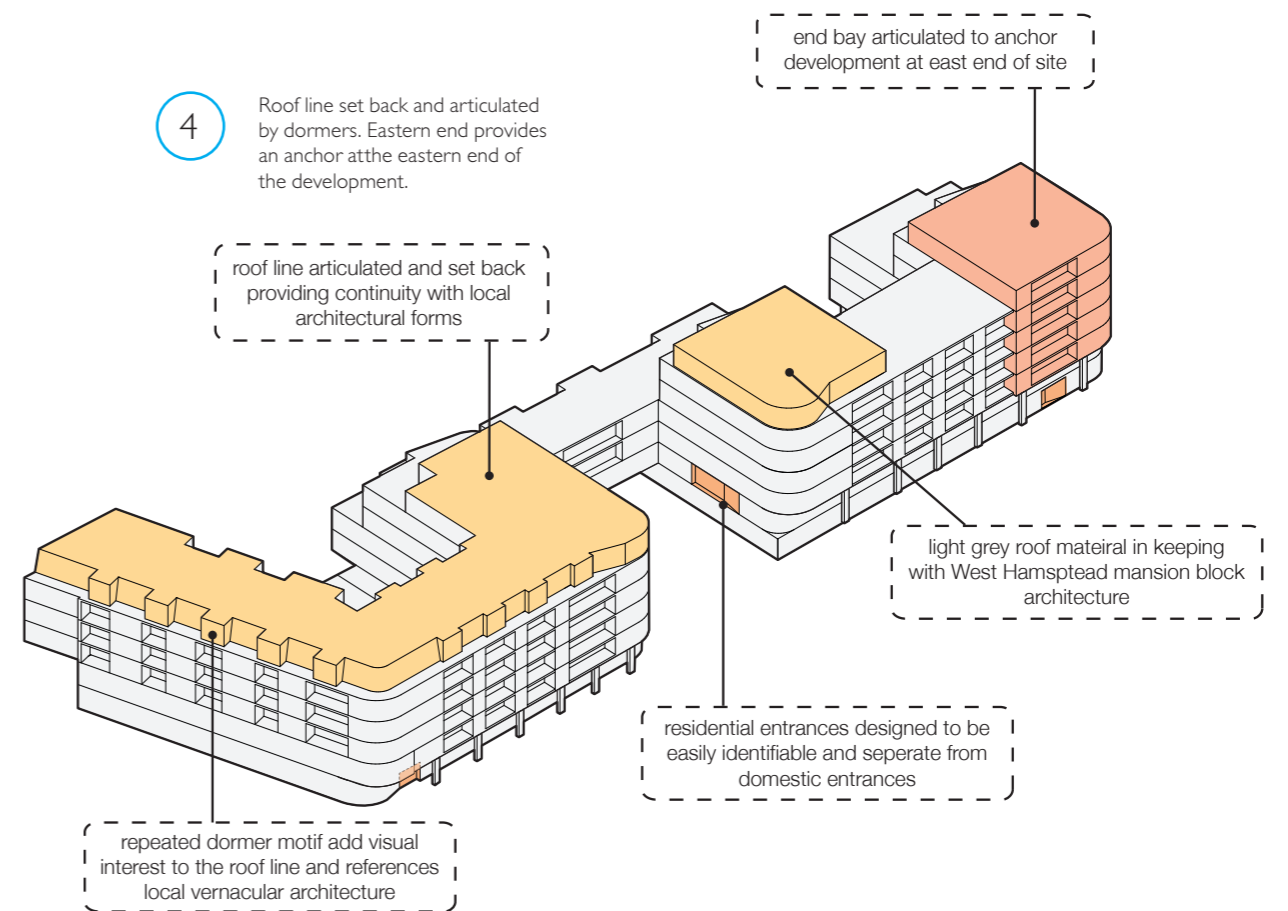 end bay articulated to anchor
development at east end of site
4
Roof line set back and articulated
by dormers. Eastern end provides
an anchor atthe eastern end of
the development.
roof line articulated and set back
providing continuity with local
architectural forms
light grey roof mateiral in keeping
with West Hamsptead mansion block
architecture
residential entrances designed to be
easily identifiable and seperate from
domestic entrances
repeated dormer motif add visual
interest to the roof line and references
local vernacular architecture